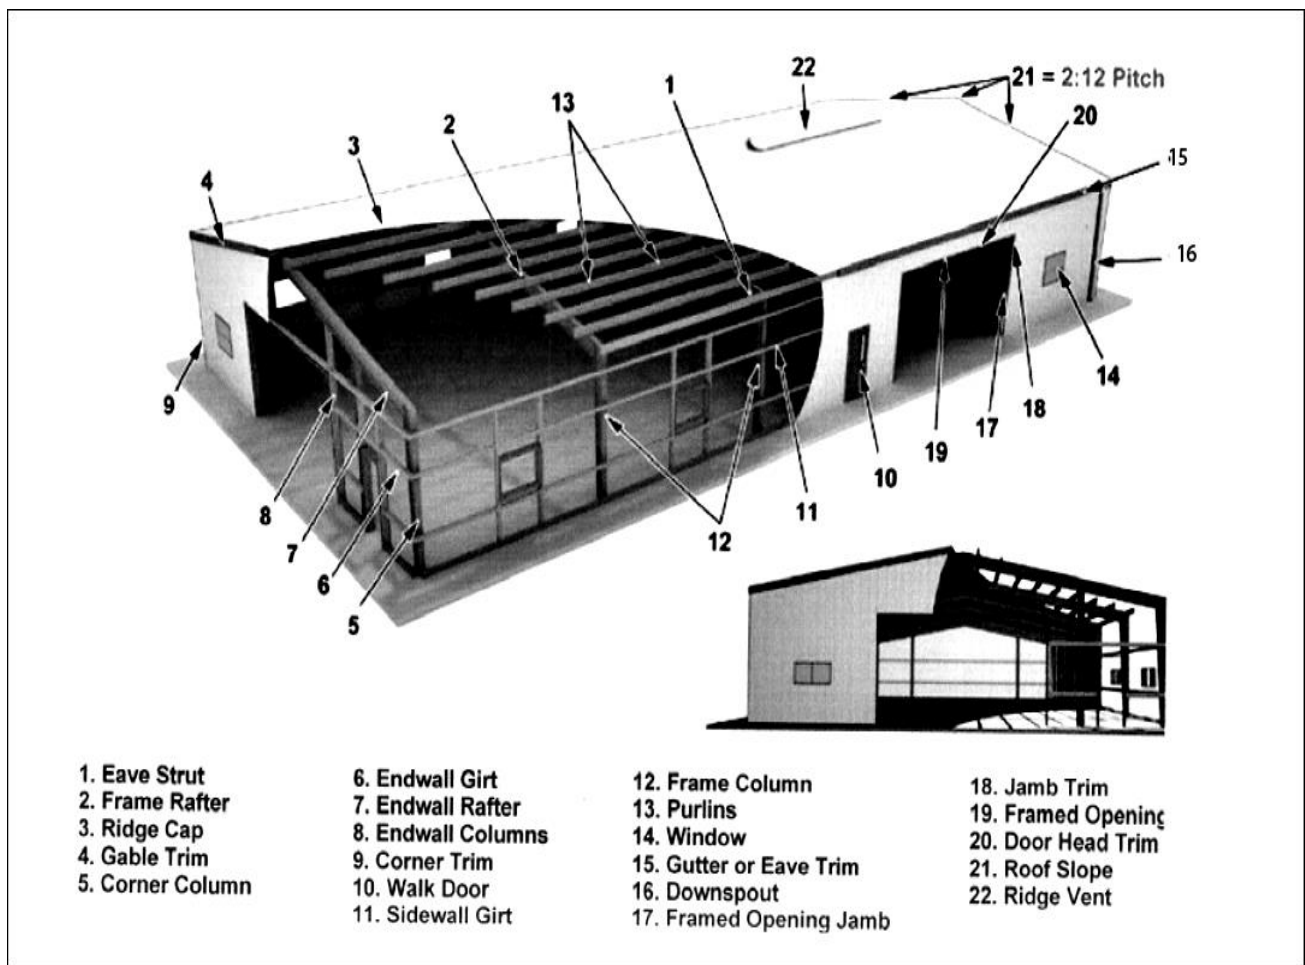 22
21 = 2:12 Pitch
1
13
20
2
3
15
4
16
14
9
18
17
19
10
8
11
12
7
6
5
1. Eave Strut
2. Frame Rafter
3. Ridge Cap
4. Gable Trim
5. Corner Column
6. Endwall Girt
7. Endwall Rafter
8. Endwall Columns
9. Corner Trim
10. Walk Door
11. Sidewall Girt
12. Frame Column
13. Purlins
14. Window
15. Gutter or Eave Trim
16. Downspout
17. Framed Opening Jamb
18. Jamb Trim
19. Framed Opening
20. Door Head Trim
21. Roof Slope
22. Ridge Vent